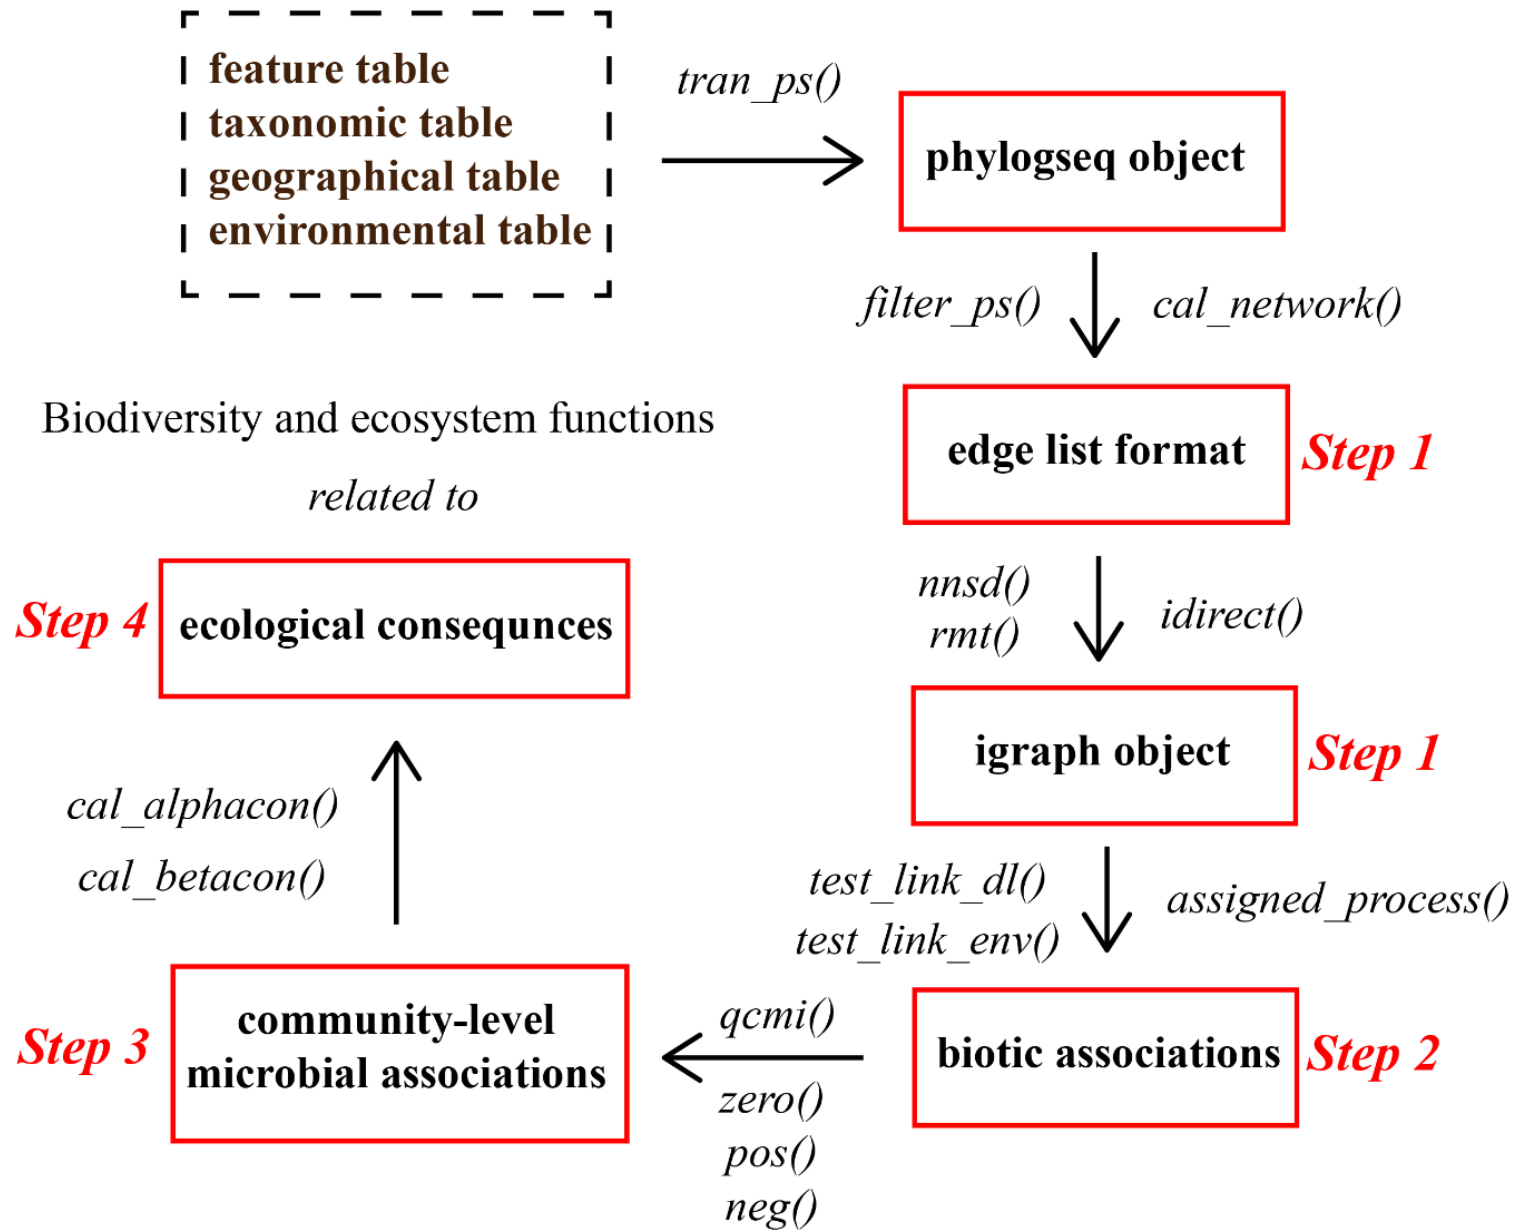 feature table
taxonomic table
geographical table
environmental table
tran_ps()
phylogseq object
filter_ps()
cal_network()
edge list format
Step 1
nnsd()
rmt()
idirect()
igraph object
Step 1
test_link_dl()
test_link_env()
assigned_process()
biotic associations
Step 2
qcmi()
zero()
pos()
neg()
community-level
microbial associations
Step 3
cal_alphacon()
cal_betacon()
Step 4
ecological consequnces
related to
Biodiversity and ecosystem functions